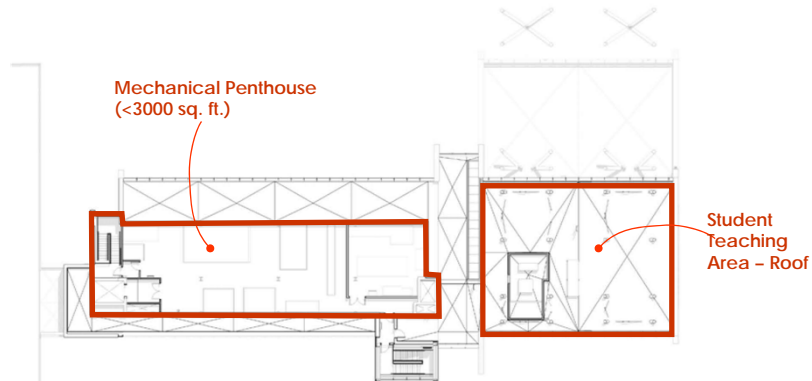 Mechanical Penthouse
(<3000 sq. ft.)
Student
Teaching
Area – Roof